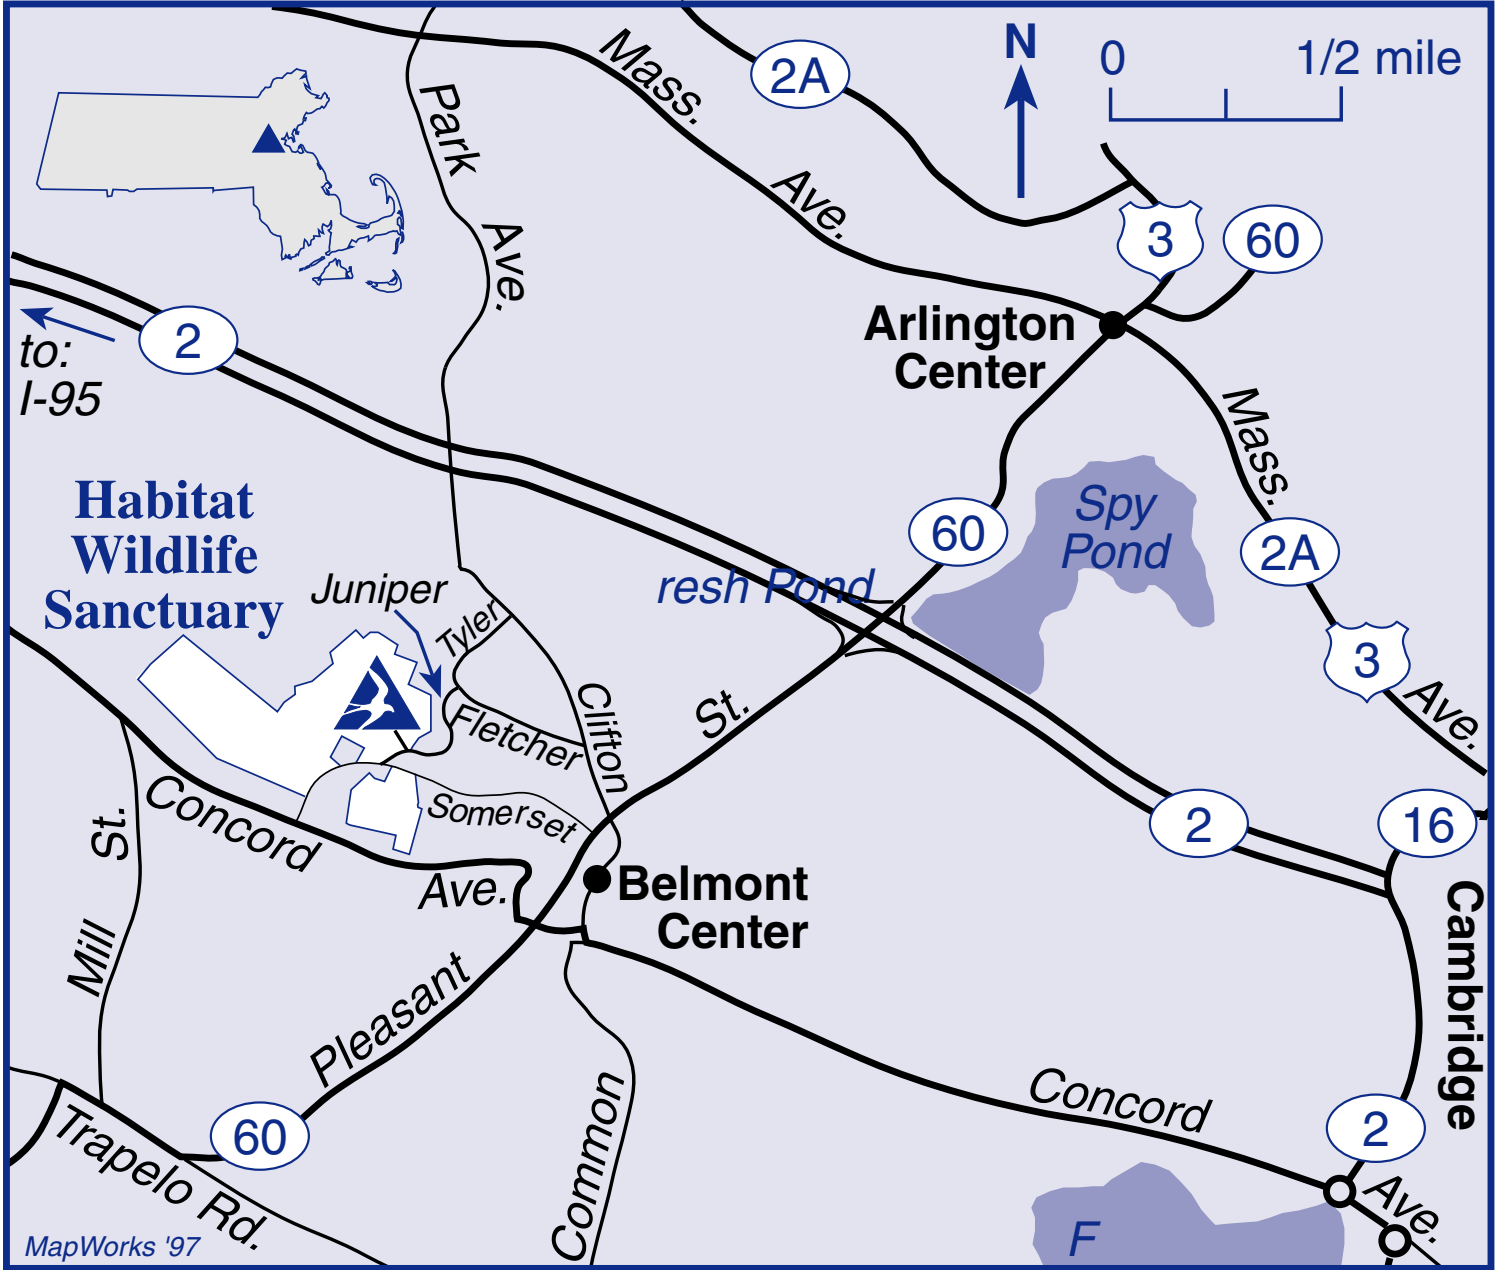 N
0 1/2 mile
2A
Mass.
Park
Ave.
Ave.
3
60
2
to:
I-95
Arlington
Center
Mass.
Habitat
Wildlife
Sanctuary
Spy
Pond
60
2A
resh Pond
Juniper
Tyler
3
Ave.
Clifton
St.
Fletcher
Somerset
Concord
Ave.
St.
Mill
2
16
Belmont
Center
Cambridge
Pleasant
Concord
Ave.
2
60
Trapelo Rd.
Common
F
MapWorks '97